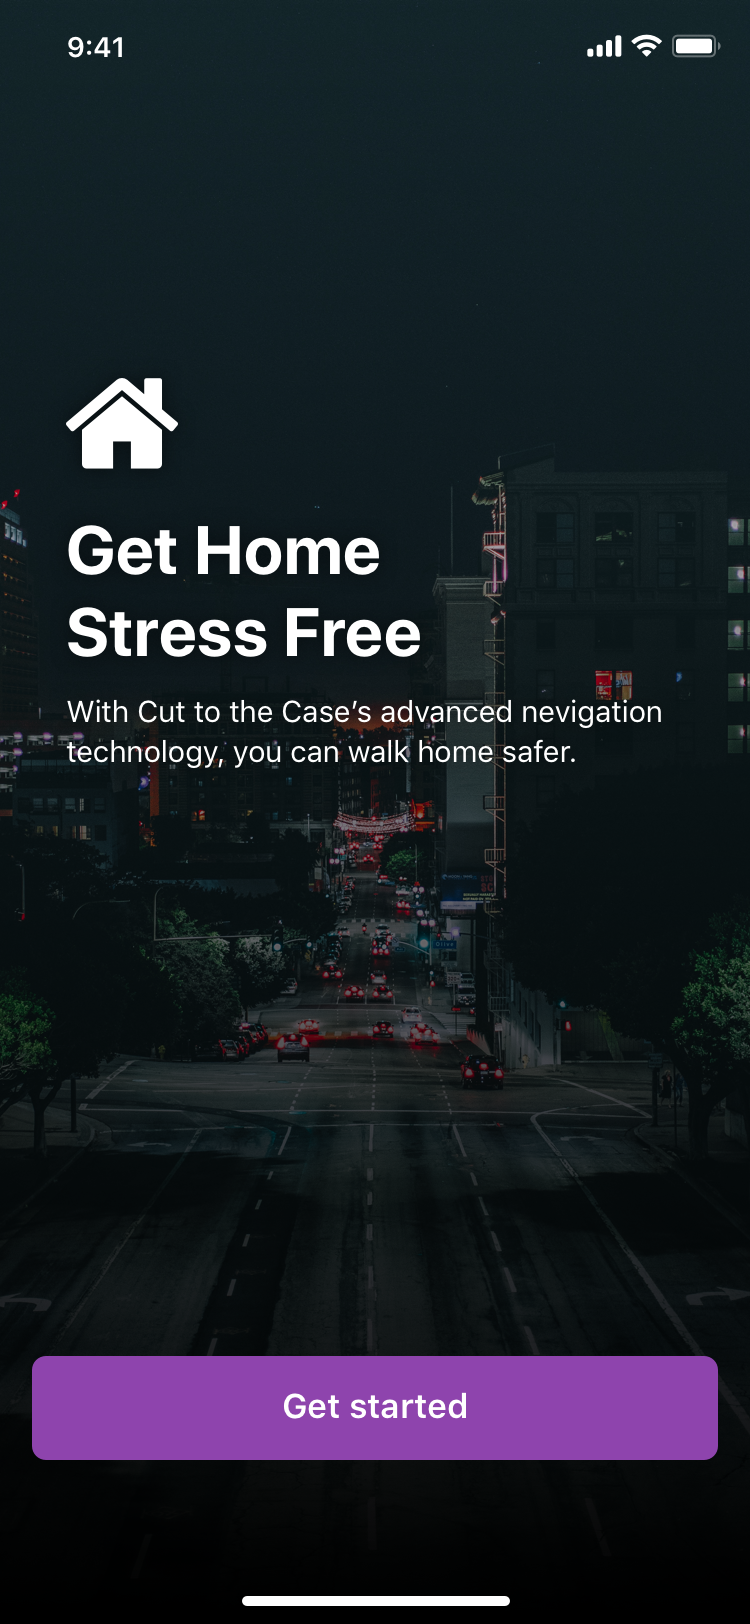 9:41
Get Home
Stress Free
With Cut to the Case’s advanced nevigation
technology, you can walk home safer.
Get started